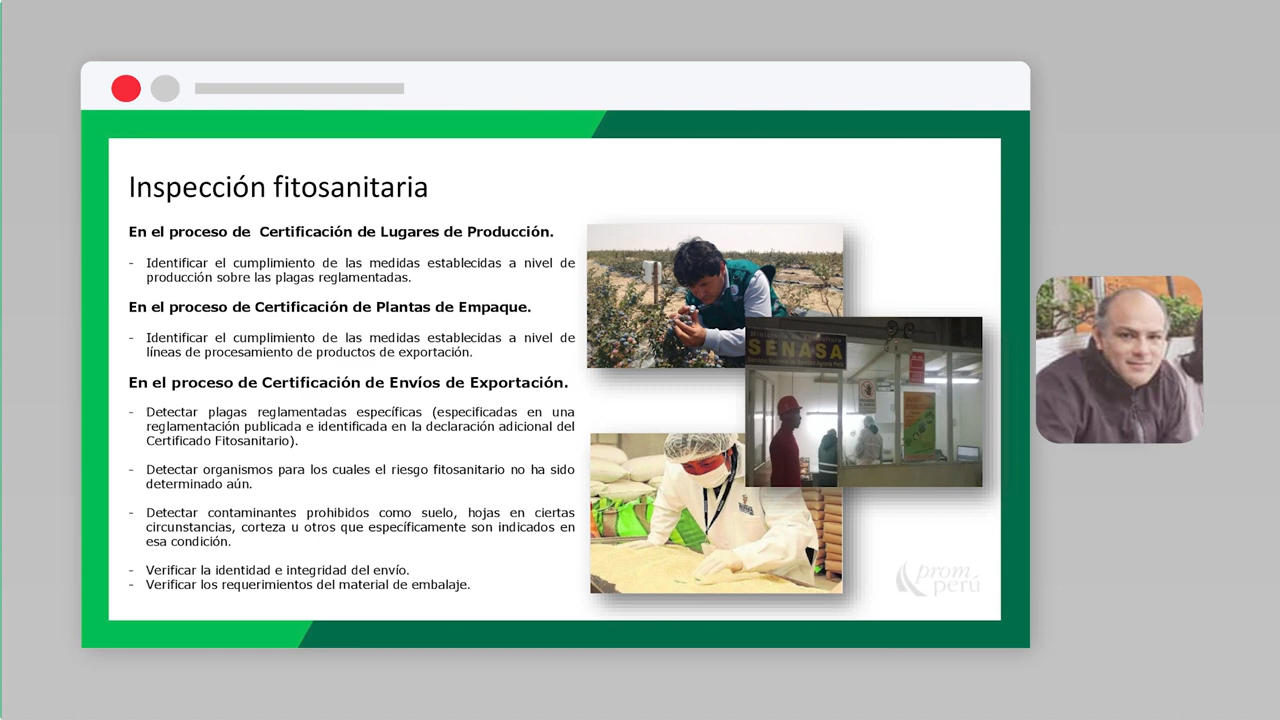 Inspección fitosanitaria
En el proceso de  Certificación de Lugares de Producción.
- Identificar el cumplimiento de las medidas establecidas a nivel de
producción sobre las plagas reglamentadas.
En el proceso de Certificación de Plantas de Empaque.
- Identificar el cumplimiento de las medidas establecidas a nivel de
líneas de procesamiento de productos de exportación.
En el proceso de Certificación de Envíos de Exportación.
- Detectar plagas reglamentadas específicas (especificadas en una
reglamentación publicada e identificada en la declaración adicional del
Certificado Fitosanitario).
- Detectar organismos para los cuales el riesgo fitosanitario no ha sido
determinado aún.
- Detectar contaminantes prohibidos como suelo, hojas en ciertas
circunstancias, corteza u otros que específicamente son indicados en
esa condición.
- Verificar la identidad e integridad del envío.
- Verificar los requerimientos del material de embalaje.
SENASA
prom
perú